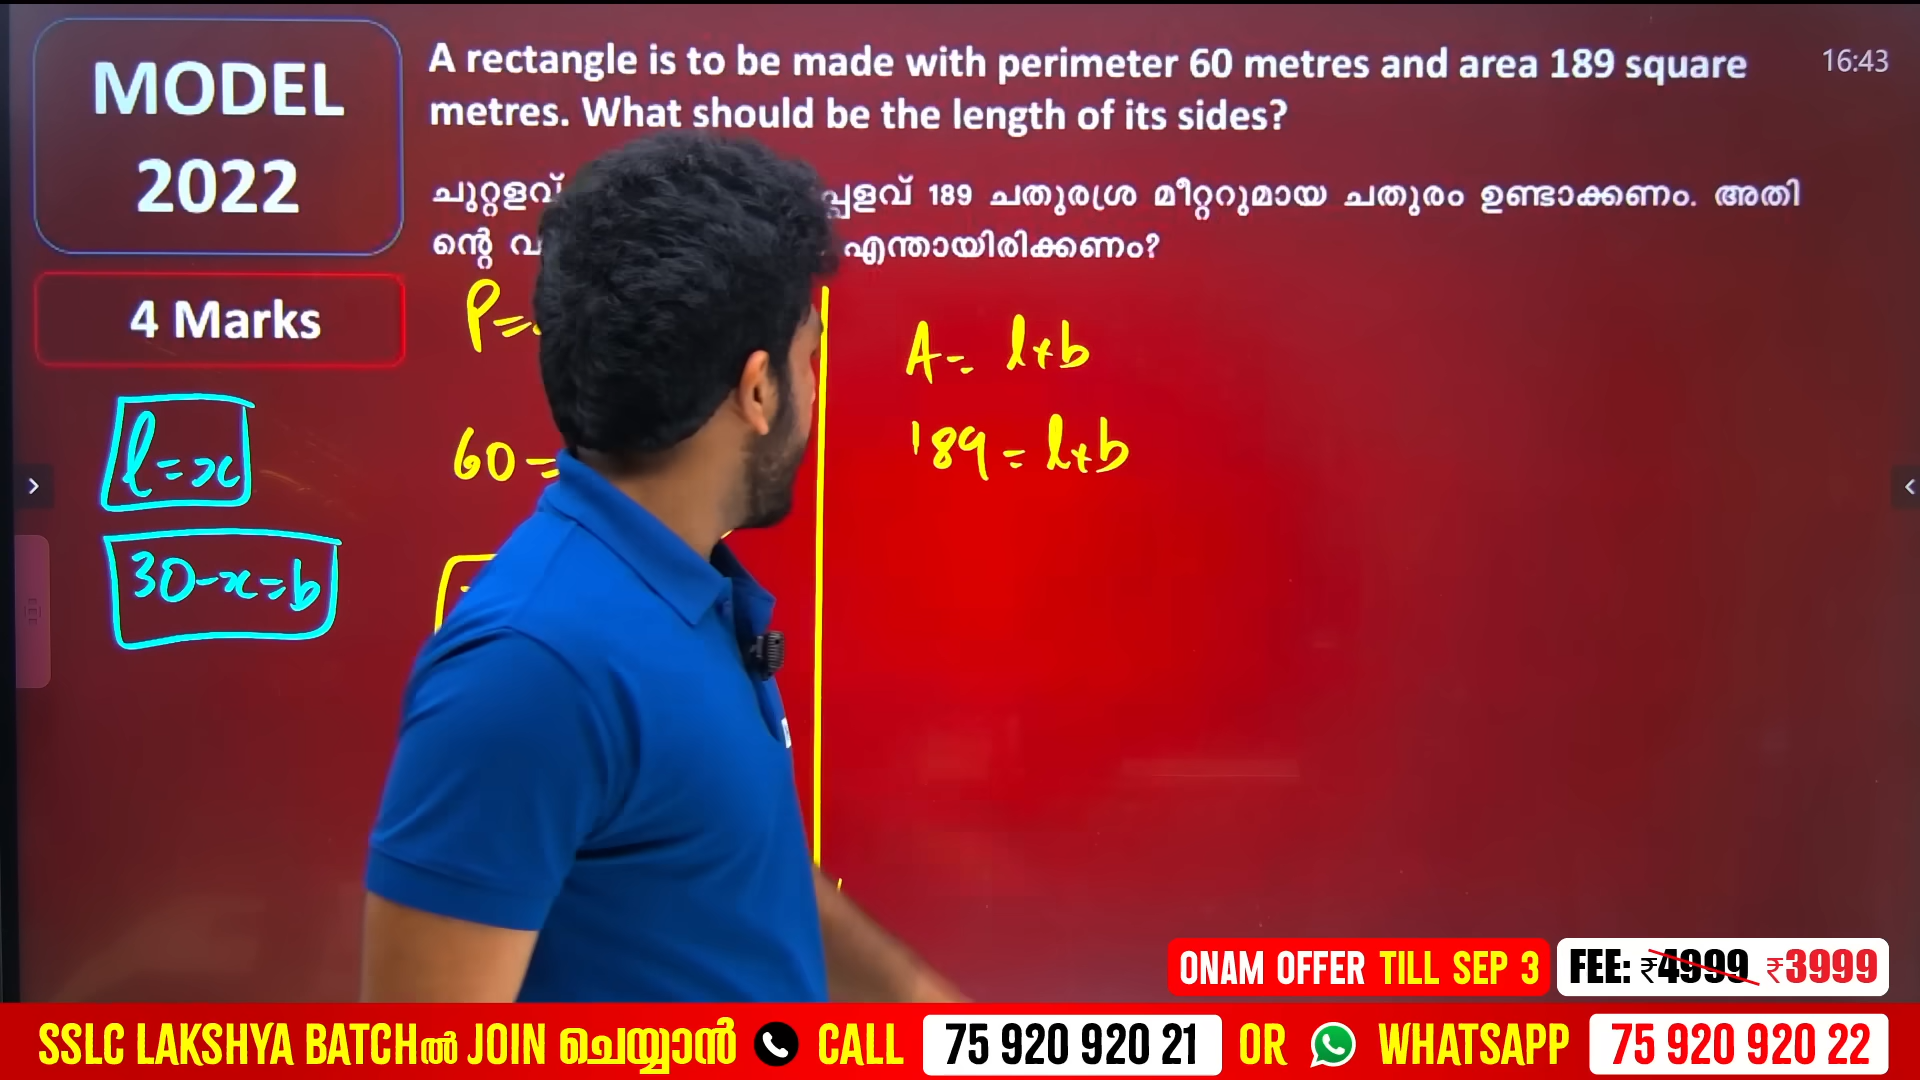 MODEL
2022
4 Marks
A rectangle is to be made with perimeter 60 metres and area 189 square
metres. What should be the length of its sides?
16:43
ചതുരശ്ര മീറ്ററുമായ ചതുരം ഉണ്ടാക്കണം. അതി
ന്റെ
എന്തായിരിക്കണം?
P=
60=
l=x
30-x=b
A= l×b
189 = l×b
ONAM OFFER TILL SEP 3
FEE: ₹4999 ₹3999
SSLC LAKSHYA BATCHൽ JOIN ചെയ്യാൻ CALL 75 920 920 21 OR WHATSAPP 75 920 920 22